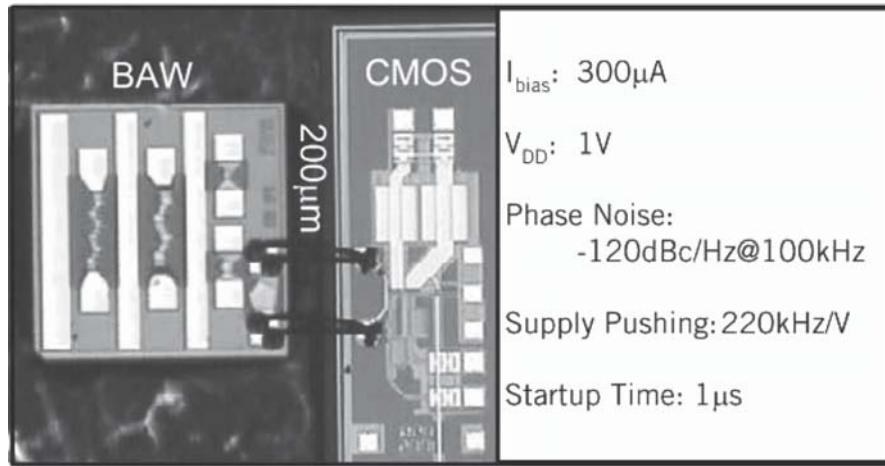 BAW
200µm
CMOS
I_bias: 300µA
V_DD: 1V
Phase Noise:
-120dBc/Hz@100kHz
Supply Pushing: 220kHz/V
Startup Time: 1µs